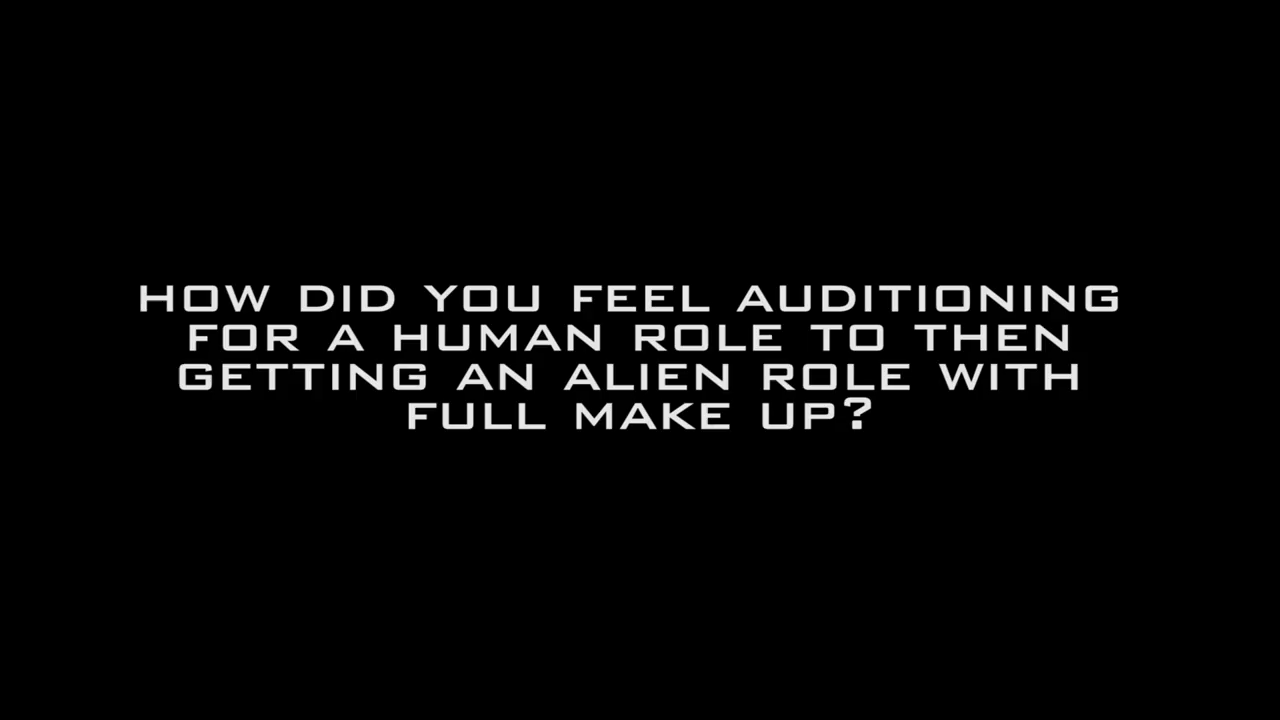 HOW DID YOU FEEL AUDITIONING
FOR A HUMAN ROLE TO THEN
GETTING AN ALIEN ROLE WITH
FULL MAKE UP?